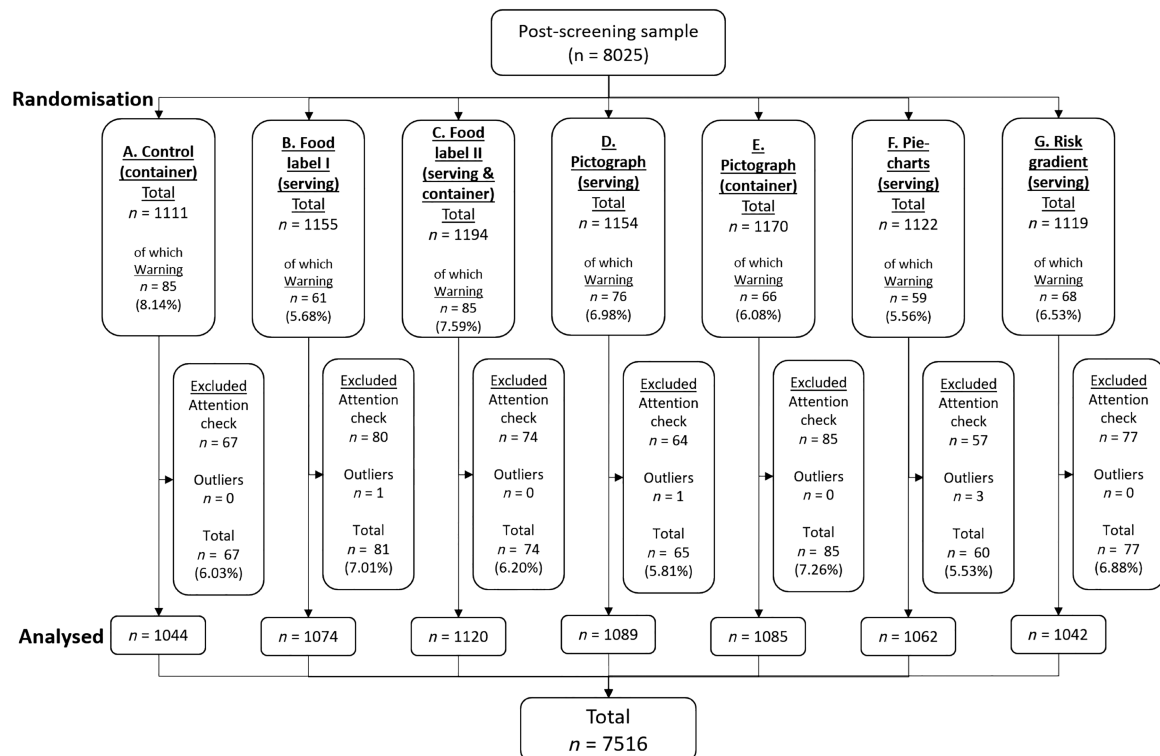 Post-screening sample
(n = 8025)
Randomisation
A. Control
(container)
Total
n = 1111
of which
Warning
n = 85
(8.14%)
B. Food
label I
(serving)
Total
n = 1155
of which
Warning
n = 61
(5.68%)
C. Food
label II
(serving &
container)
Total
n = 1194
of which
Warning
n = 85
(7.59%)
D.
Pictograph
(serving)
Total
n = 1154
of which
Warning
n = 76
(6.98%)
E.
Pictograph
(container)
Total
n = 1170
of which
Warning
n = 66
(6.08%)
F. Pie-
charts
(serving)
Total
n = 1122
of which
Warning
n = 59
(5.56%)
G. Risk
gradient
(serving)
Total
n = 1119
of which
Warning
n = 68
(6.53%)
Excluded
Attention
check
n = 67
Outliers
n = 0
Total
n = 67
(6.03%)
Excluded
Attention
check
n = 80
Outliers
n = 1
Total
n = 81
(7.01%)
Excluded
Attention
check
n = 74
Outliers
n = 0
Total
n = 74
(6.20%)
Excluded
Attention
check
n = 64
Outliers
n = 1
Total
n = 65
(5.81%)
Excluded
Attention
check
n = 85
Outliers
n = 0
Total
n = 85
(7.26%)
Excluded
Attention
check
n = 57
Outliers
n = 3
Total
n = 60
(5.53%)
Excluded
Attention
check
n = 77
Outliers
n = 0
Total
n = 77
(6.88%)
Analysed
n = 1044
n = 1074
n = 1120
n = 1089
n = 1085
n = 1062
n = 1042
Total
n = 7516